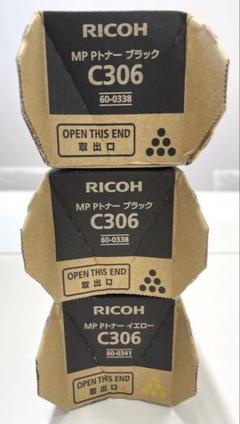 RICOH
MP Pトナー ブラック
C306
60-0338
OPEN THIS END
取出口
RICOH
MP Pトナー ブラック
C306
60-0338
OPEN THIS END
取出口
RICOH
MP Pトナー イエロー
C306
60-0341
OPEN THIS END
取出口